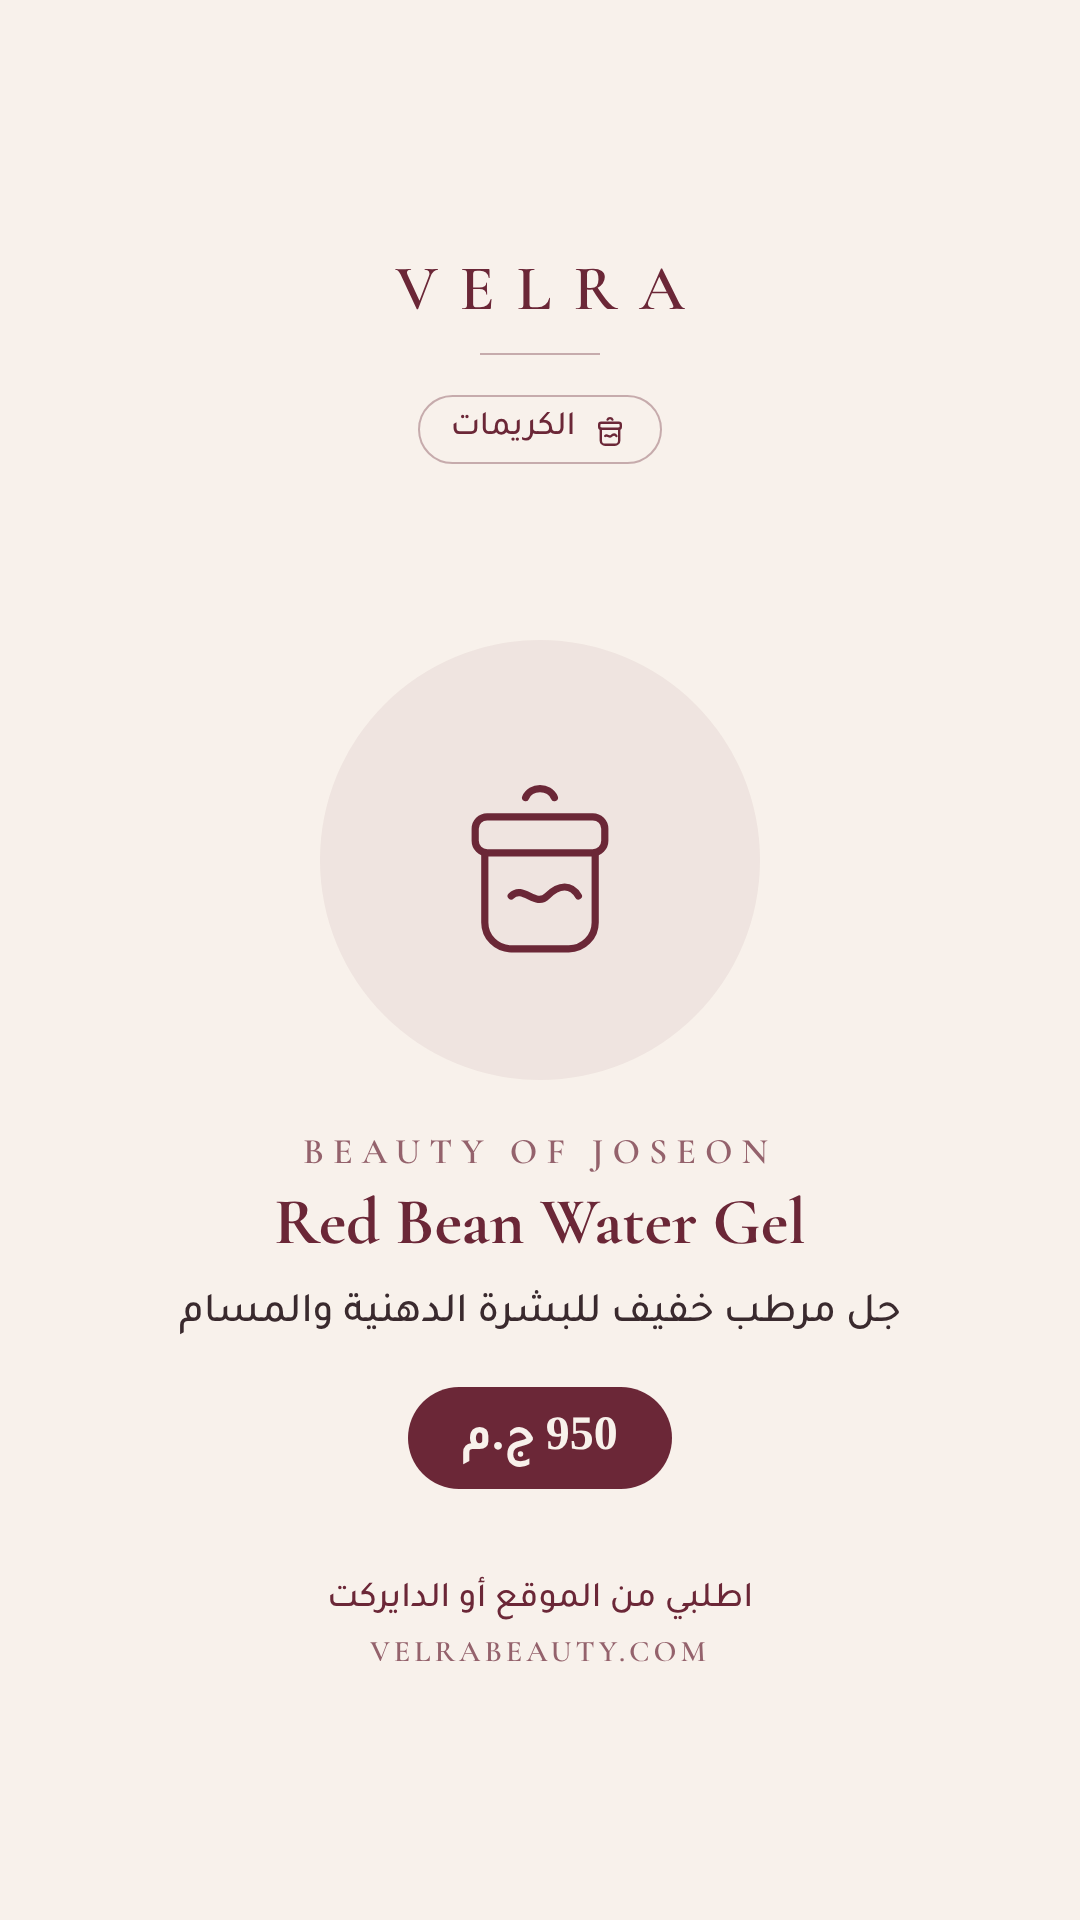 VELRA
الكريمات
BEAUTY OF JOSEON
Red Bean Water Gel
جل مرطب خفيف للبشرة الدهنية والمسام
950 ج.م
اطلبي من الموقع أو الدايركت
VELRABEAUTY.COM